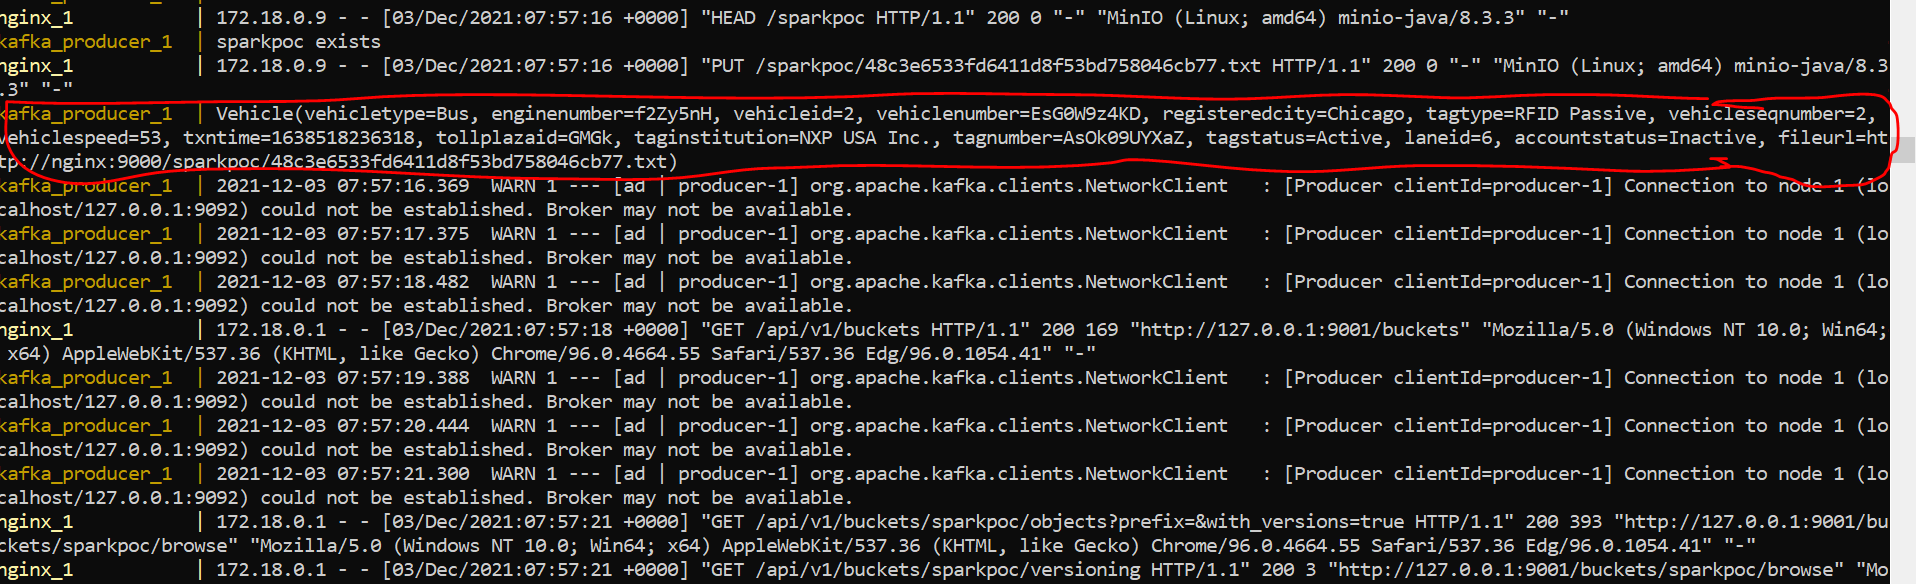 nginx_1 | 172.18.0.9 - - [03/Dec/2021:07:57:16 +0000] "HEAD /sparkpoc HTTP/1.1" 200 0 "-" "MinIO (Linux; amd64) minio-java/8.3.3" "-"
kafka_producer_1 | sparkpoc exists
nginx_1 | 172.18.0.9 - - [03/Dec/2021:07:57:16 +0000] "PUT /sparkpoc/48c3e6533fd6411d8f53bd758046cb77.txt HTTP/1.1" 200 0 "-" "MinIO (Linux; amd64) minio-java/8.3
.3" "-"
kafka_producer_1 | Vehicle(vehicletype=Bus, enginenumber=f2Zy5nH, vehicleid=2, vehiclenumber=EsG0W9z4KD, registeredcity=Chicago, tagtype=RFID Passive, vehicleseqnumber=2,
vehiclespeed=53, txntime=1638518236318, tollplazaid=GMGk, taginstitution=NXP USA Inc., tagnumber=AsOk09UYXaZ, tagstatus=Active, laneid=6, accountstatus=Inactive, fileurl=ht
tp://nginx:9000/sparkpoc/48c3e6533fd6411d8f53bd758046cb77.txt)
kafka_producer_1 | 2021-12-03 07:57:16.369 WARN 1 --- [ad | producer-1] org.apache.kafka.clients.NetworkClient : [Producer clientId=producer-1] Connection to node 1 (lo
calhost/127.0.0.1:9092) could not be established. Broker may not be available.
kafka_producer_1 | 2021-12-03 07:57:17.375 WARN 1 --- [ad | producer-1] org.apache.kafka.clients.NetworkClient : [Producer clientId=producer-1] Connection to node 1 (lo
calhost/127.0.0.1:9092) could not be established. Broker may not be available.
kafka_producer_1 | 2021-12-03 07:57:18.482 WARN 1 --- [ad | producer-1] org.apache.kafka.clients.NetworkClient : [Producer clientId=producer-1] Connection to node 1 (lo
calhost/127.0.0.1:9092) could not be established. Broker may not be available.
nginx_1 | 172.18.0.1 - - [03/Dec/2021:07:57:18 +0000] "GET /api/v1/buckets HTTP/1.1" 200 169 "http://127.0.0.1:9001/buckets" "Mozilla/5.0 (Windows NT 10.0; Win64;
x64) AppleWebKit/537.36 (KHTML, like Gecko) Chrome/96.0.4664.55 Safari/537.36 Edg/96.0.1054.41" "-"
kafka_producer_1 | 2021-12-03 07:57:19.388 WARN 1 --- [ad | producer-1] org.apache.kafka.clients.NetworkClient : [Producer clientId=producer-1] Connection to node 1 (lo
calhost/127.0.0.1:9092) could not be established. Broker may not be available.
kafka_producer_1 | 2021-12-03 07:57:20.444 WARN 1 --- [ad | producer-1] org.apache.kafka.clients.NetworkClient : [Producer clientId=producer-1] Connection to node 1 (lo
calhost/127.0.0.1:9092) could not be established. Broker may not be available.
kafka_producer_1 | 2021-12-03 07:57:21.300 WARN 1 --- [ad | producer-1] org.apache.kafka.clients.NetworkClient : [Producer clientId=producer-1] Connection to node 1 (lo
calhost/127.0.0.1:9092) could not be established. Broker may not be available.
nginx_1 | 172.18.0.1 - - [03/Dec/2021:07:57:21 +0000] "GET /api/v1/buckets/sparkpoc/objects?prefix=&with_versions=true HTTP/1.1" 200 393 "http://127.0.0.1:9001/bu
ckets/sparkpoc/browse" "Mozilla/5.0 (Windows NT 10.0; Win64; x64) AppleWebKit/537.36 (KHTML, like Gecko) Chrome/96.0.4664.55 Safari/537.36 Edg/96.0.1054.41" "-"
nginx_1 | 172.18.0.1 - - [03/Dec/2021:07:57:21 +0000] "GET /api/v1/buckets/sparkpoc/versioning HTTP/1.1" 200 3 "http://127.0.0.1:9001/buckets/sparkpoc/browse" "Mo